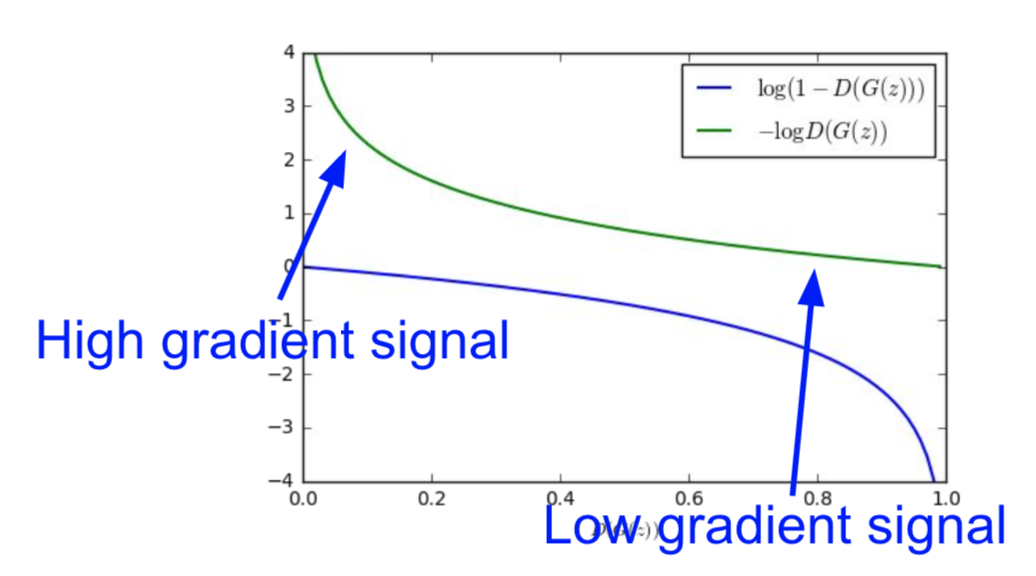 4
3
2
1
0
−1
−2
−3
−4
0.0 0.2 0.4 0.6 0.8 1.0
D(G(z))
log(1 − D(G(z)))
−logD(G(z))
High gradient signal
Low gradient signal